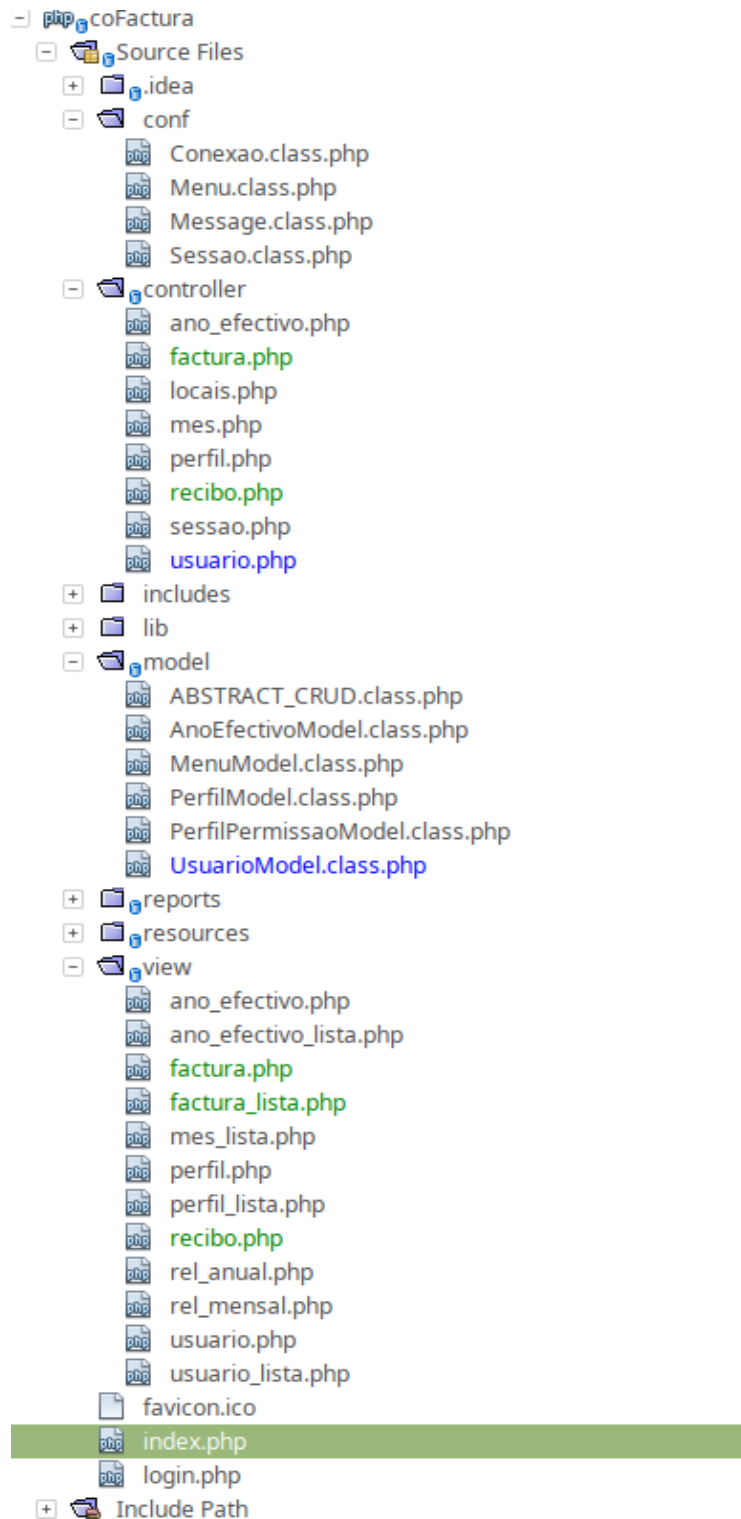 coFactura
Source Files
.idea
conf
Conexao.class.php
Menu.class.php
Message.class.php
Sessao.class.php
controller
ano_efectivo.php
factura.php
locais.php
mes.php
perfil.php
recibo.php
sessao.php
usuario.php
includes
lib
model
ABSTRACT_CRUD.class.php
AnoEfectivoModel.class.php
MenuModel.class.php
PerfilModel.class.php
PerfilPermissaoModel.class.php
UsuarioModel.class.php
reports
resources
view
ano_efectivo.php
ano_efectivo_lista.php
factura.php
factura_lista.php
mes_lista.php
perfil.php
perfil_lista.php
recibo.php
rel_anual.php
rel_mensal.php
usuario.php
usuario_lista.php
favicon.ico
index.php
login.php
Include Path